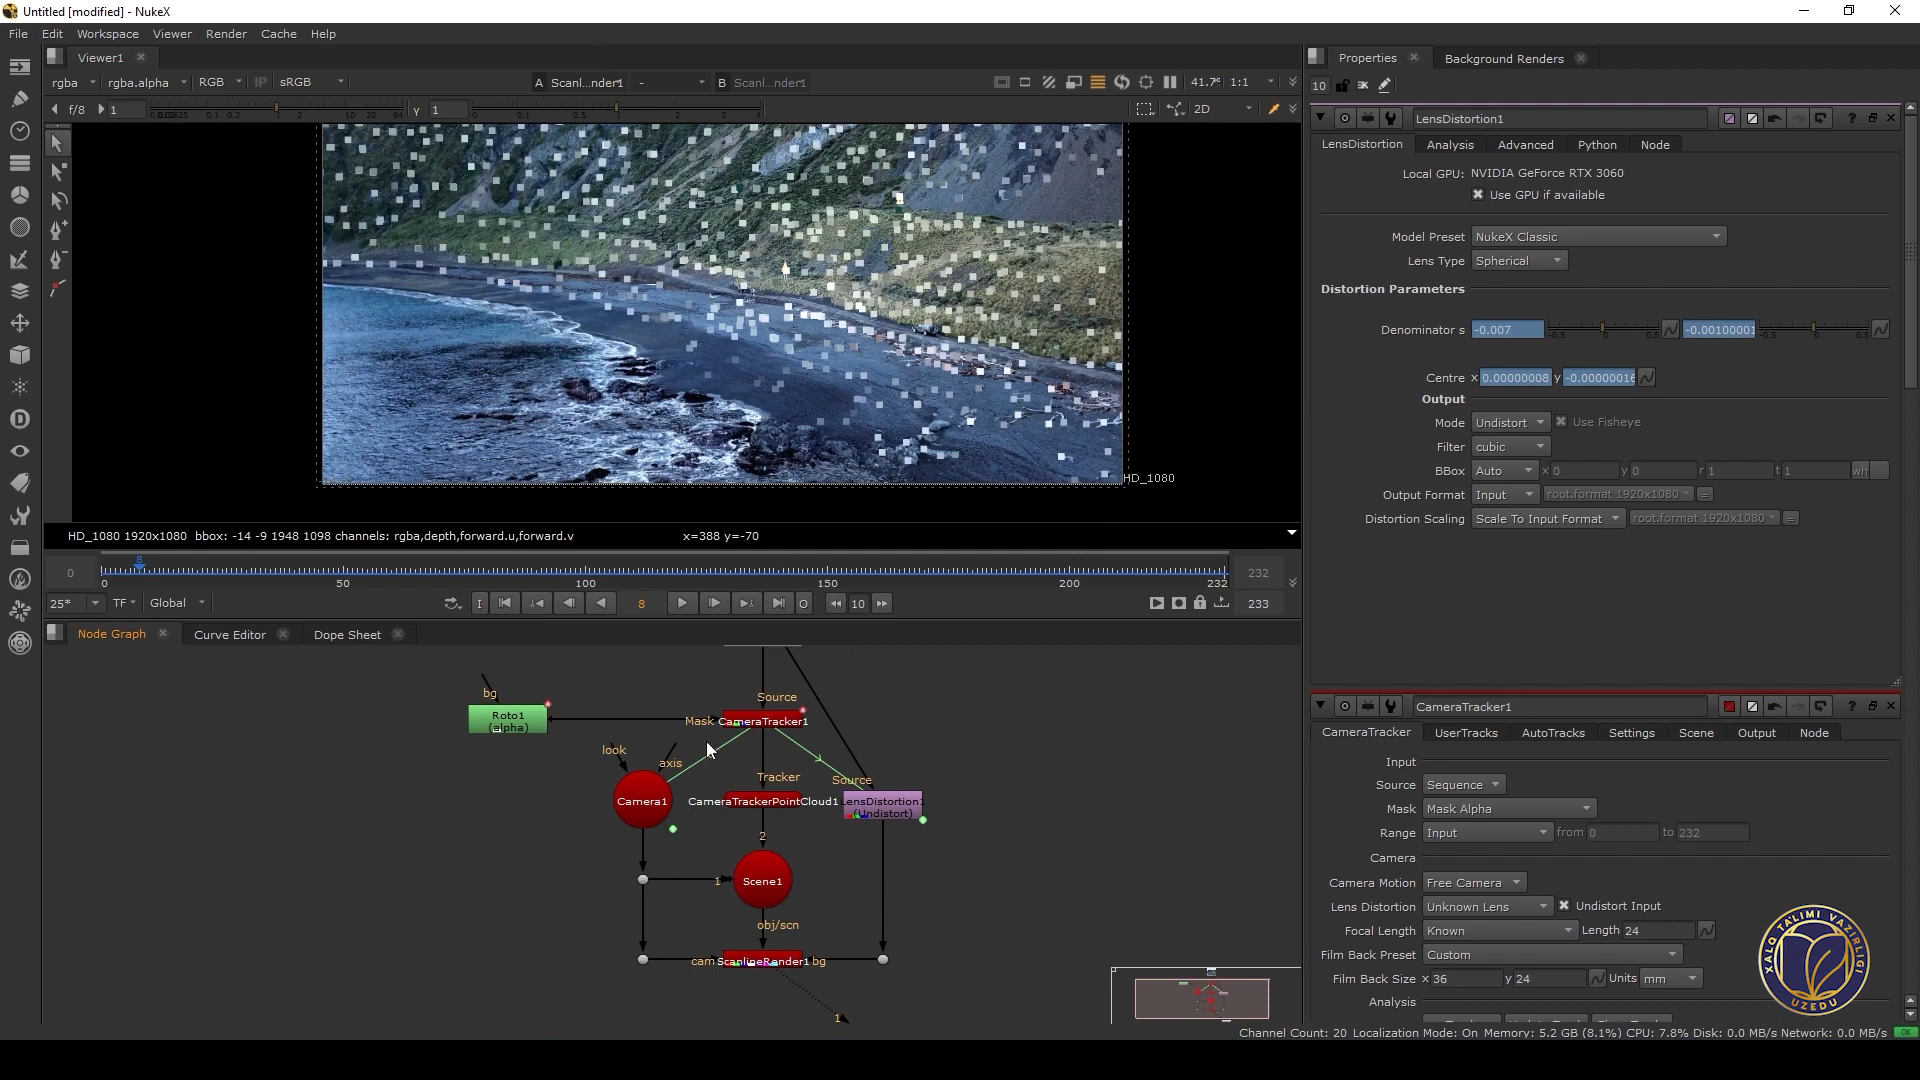 Untitled [modified] - NukeX
File Edit Workspace Viewer Render Cache Help
Viewer1
rgba rgba.alpha RGB IP sRGB A Scanl...nder1 - B Scanl...nder1 41.7% 1:1
f/8 1 γ 1 2D
HD_1080
HD_1080 1920x1080 bbox: -14 -9 1948 1098 channels: rgba,depth,forward.u,forward.v x=388 y=-70
8
0 0 50 100 150 200 232 232
25* TF Global I 8 O 10 233
Node Graph Curve Editor Dope Sheet
bg
Roto1
(alpha)
Source
Mask CameraTracker1
look
axis
Tracker
Source
Camera1
CameraTrackerPointCloud1
LensDistortion1
(Undistort)
2
1 Scene1
obj/scn
cam ScanlineRender1 bg
1
Properties Background Renders
10
LensDistortion1
LensDistortion Analysis Advanced Python Node
Local GPU: NVIDIA GeForce RTX 3060
Use GPU if available
Model Preset NukeX Classic
Lens Type Spherical
Distortion Parameters
Denominator s -0.007 -0.00100001
Centre x 0.00000008 y -0.00000016
Output
Mode Undistort Use Fisheye
Filter cubic
BBox Auto x 0 y 0 r 1 t 1 wh
Output Format Input root.format 1920x1080 =
Distortion Scaling Scale To Input Format root.format 1920x1080 =
CameraTracker1
CameraTracker UserTracks AutoTracks Settings Scene Output Node
Input
Source Sequence
Mask Mask Alpha
Range Input from 0 to 232
Camera
Camera Motion Free Camera
Lens Distortion Unknown Lens Undistort Input
Focal Length Known Length 24
Film Back Preset Custom
Film Back Size x 36 y 24 Units mm
Analysis
XALQ TA'LIMI VAZIRLIGI
UZEDU
Channel Count: 20 Localization Mode: On Memory: 5.2 GB (8.1%) CPU: 7.8% Disk: 0.0 MB/s Network: 0.0 MB/s OK